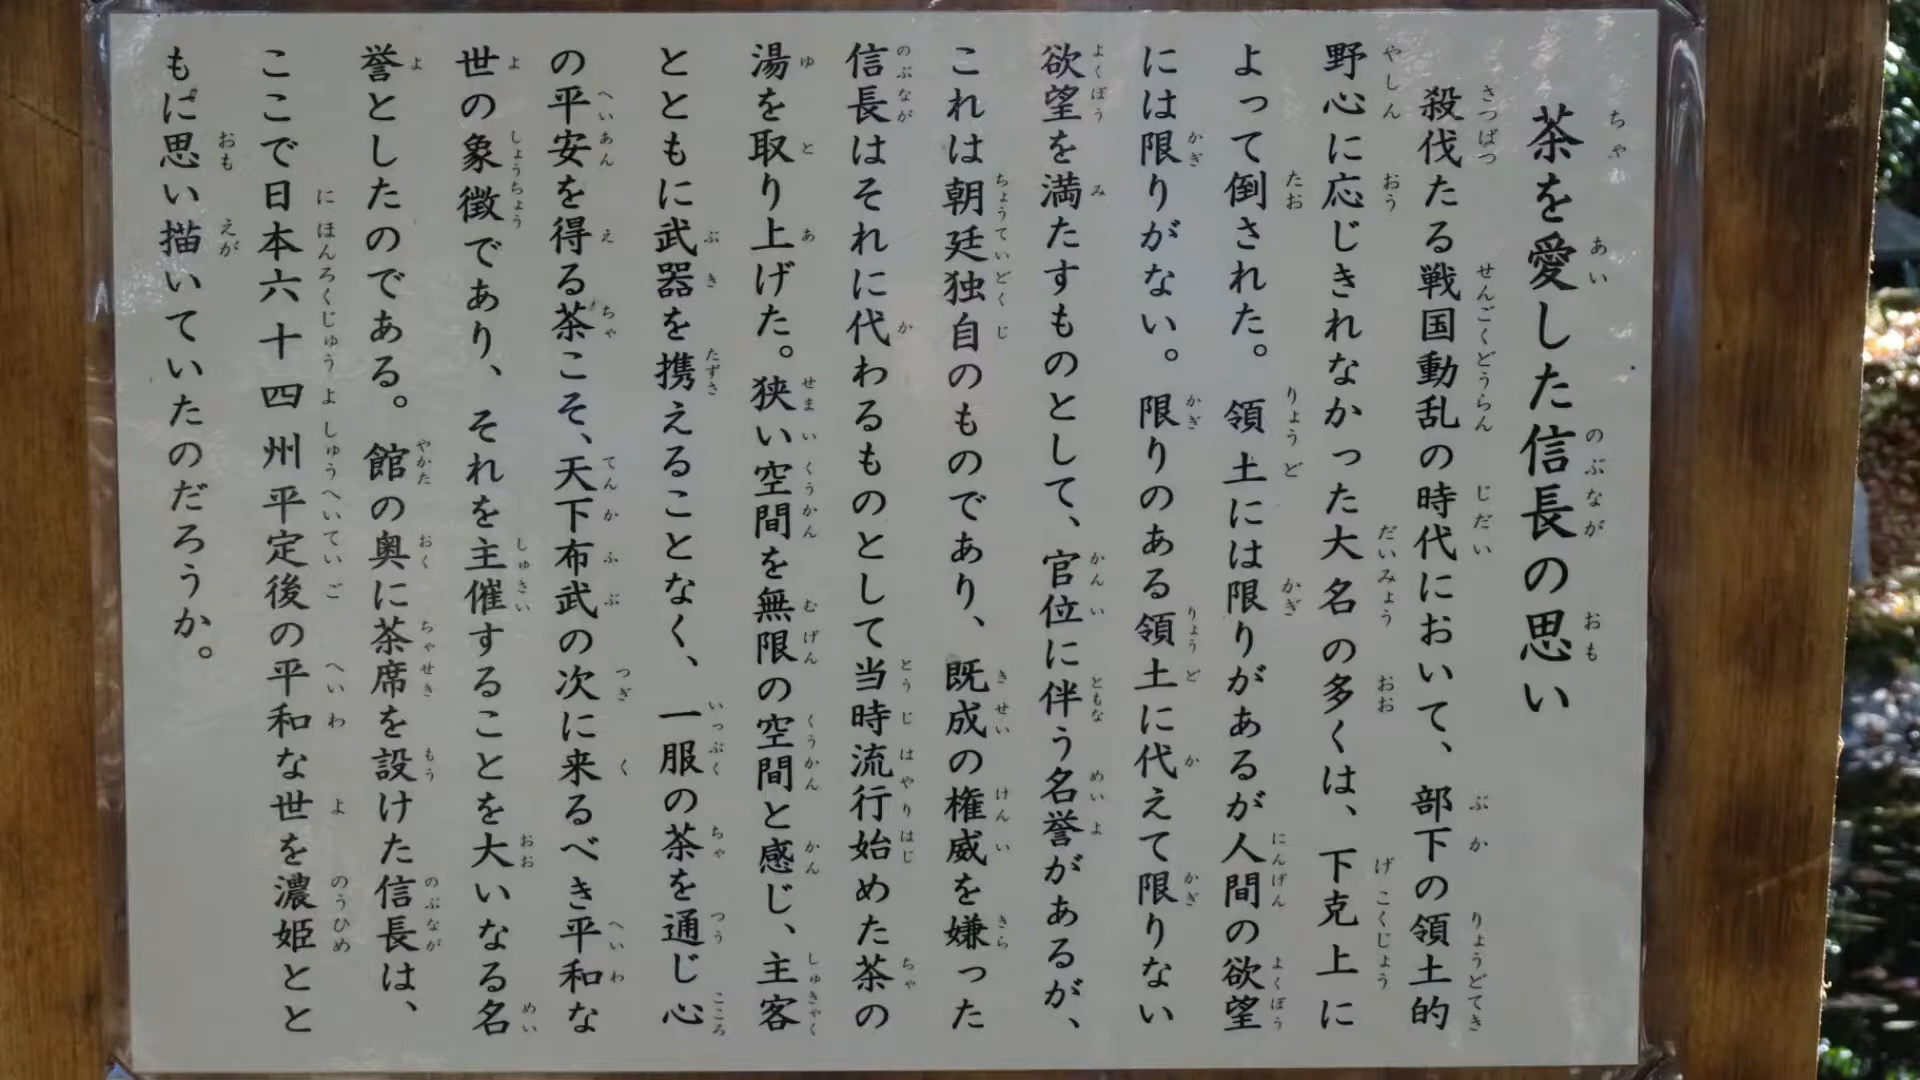 茶を愛した信長の思い
殺伐たる戦国動乱の時代において、部下の領土的
野心に応じきれなかった大名の多くは、下克上に
よって倒された。領土には限りがあるが人間の欲望
には限りがない。限りのある領土に代えて限りない
欲望を満たすものとして、官位に伴う名誉があるが、
これは朝廷独自のものであり、既成の権威を嫌った
信長はそれに代わるものとして当時流行始めた茶の
湯を取り上げた。狭い空間を無限の空間と感じ、主客
とともに武器を携えることなく、一服の茶を通じ心
の平安を得る茶こそ、天下布武の次に来るべき平和な
世の象徴であり、それを主催することを大いなる名
誉としたのである。館の奥に茶席を設けた信長は、
ここで日本六十四州平定後の平和な世を濃姫とと
もに思い描いていたのだろうか。